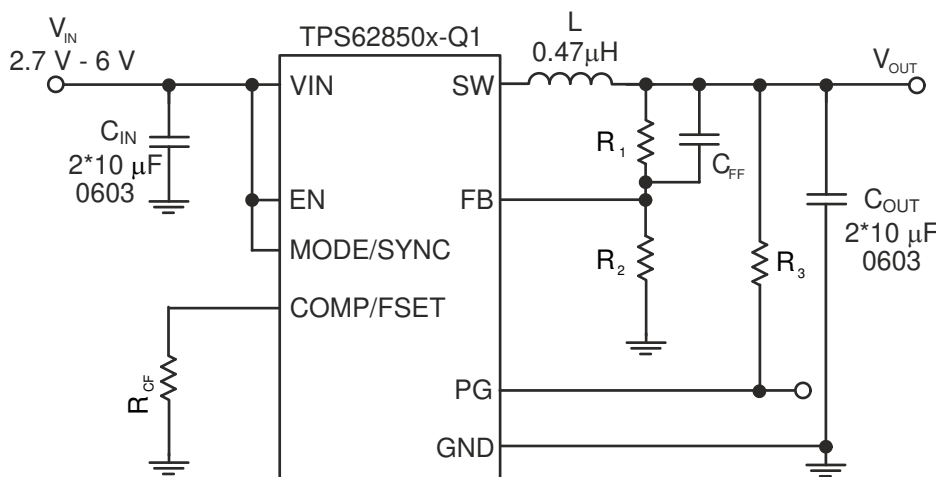 V_IN
2.7 V - 6 V
TPS62850x-Q1
L
0.47μH
V_OUT
VIN
SW
C_IN
2*10 μF
0603
R_1
C_FF
EN
FB
C_OUT
2*10 μF
0603
MODE/SYNC
R_2
R_3
COMP/FSET
R_CF
PG
GND